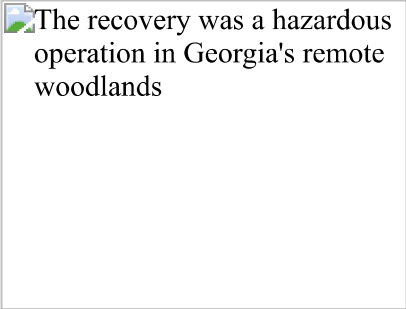 The recovery was a hazardous
operation in Georgia's remote
woodlands